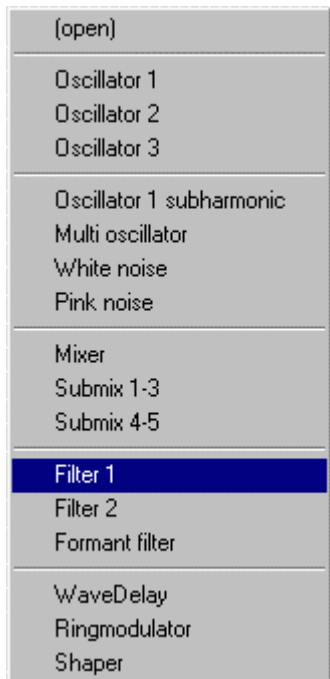 (open)
Oscillator 1
Oscillator 2
Oscillator 3
Oscillator 1 subharmonic
Multi oscillator
White noise
Pink noise
Mixer
Submix 1-3
Submix 4-5
Filter 1
Filter 2
Formant filter
WaveDelay
Ringmodulator
Shaper